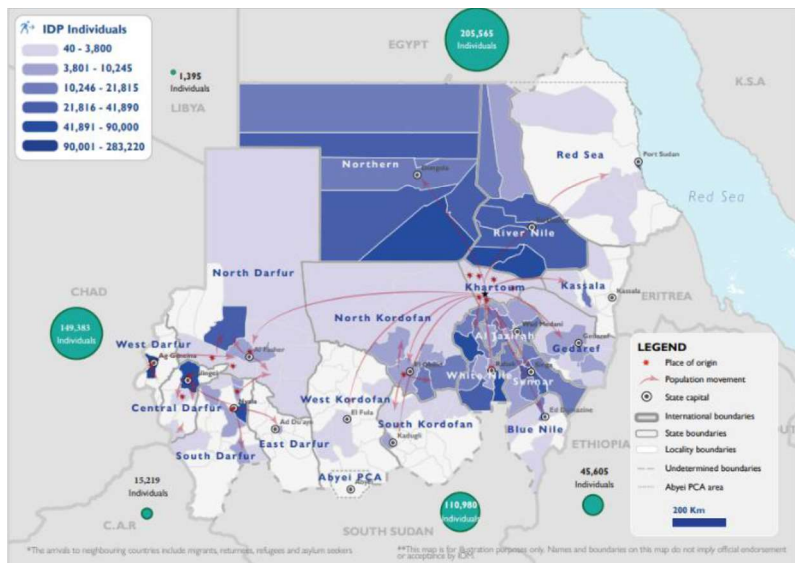 IDP Individuals
40 - 3,800
3,801 - 10,245
10,246 - 21,815
21,816 - 41,890
41,891 - 90,000
90,001 - 283,220
205,565
Individuals
EGYPT
1,395
Individuals
LIBYA
K.S.A
Red Sea
Port Sudan
Northern
Dongola
Red Sea
River Nile
North Darfur
CHAD
149,383
Individuals
Khartoum
Kassala
Kassala
ERITREA
North Kordofan
Wad Medani
Al Jazirah
Gedaref
Gedaref
West Darfur
Ag Geneina
Al Fasher
El Obeid
White Nile
Sennar
Central Darfur
Nyala
West Kordofan
El Fula
South Kordofan
Kadugli
Ed Damazine
Blue Nile
Ad Du'ayn
East Darfur
South Darfur
Abyei PCA
ETHIOPIA
15,219
Individuals
C.A.R
110,980
Individuals
SOUTH SUDAN
45,605
Individuals
LEGEND
Place of origin
Population movement
State capital
International boundaries
State boundaries
Locality boundaries
Undetermined boundaries
Abyei PCA area
200 Km
*The arrivals to neighbouring countries include migrants, returnees, refugees and asylum seekers.
**This map is for illustration purposes only. Names and boundaries on this map do not imply official endorsement
or acceptance by IOM.